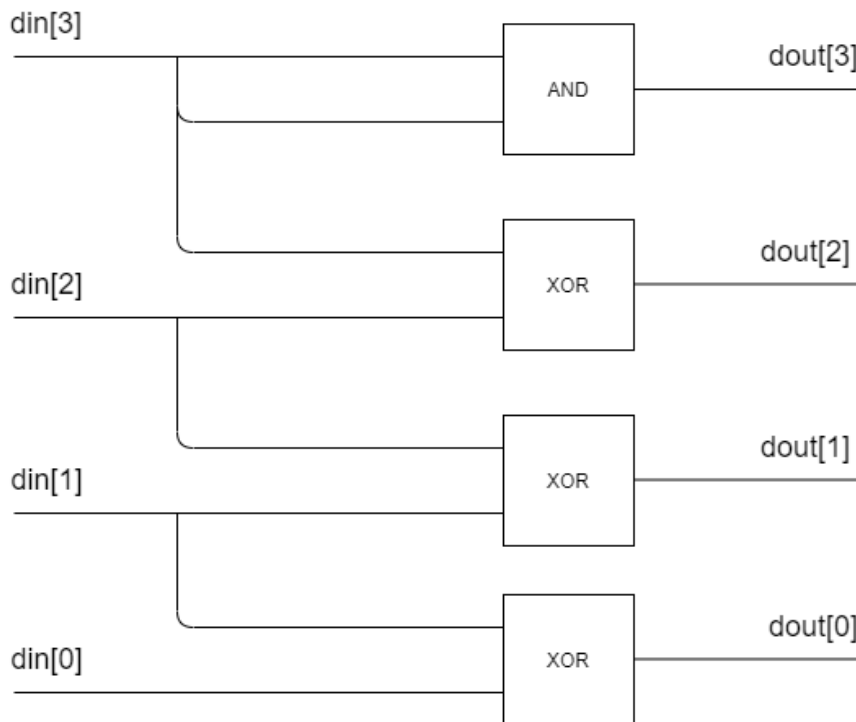 din[3]
dout[3]
AND
dout[2]
din[2]
XOR
dout[1]
din[1]
XOR
dout[0]
din[0]
XOR